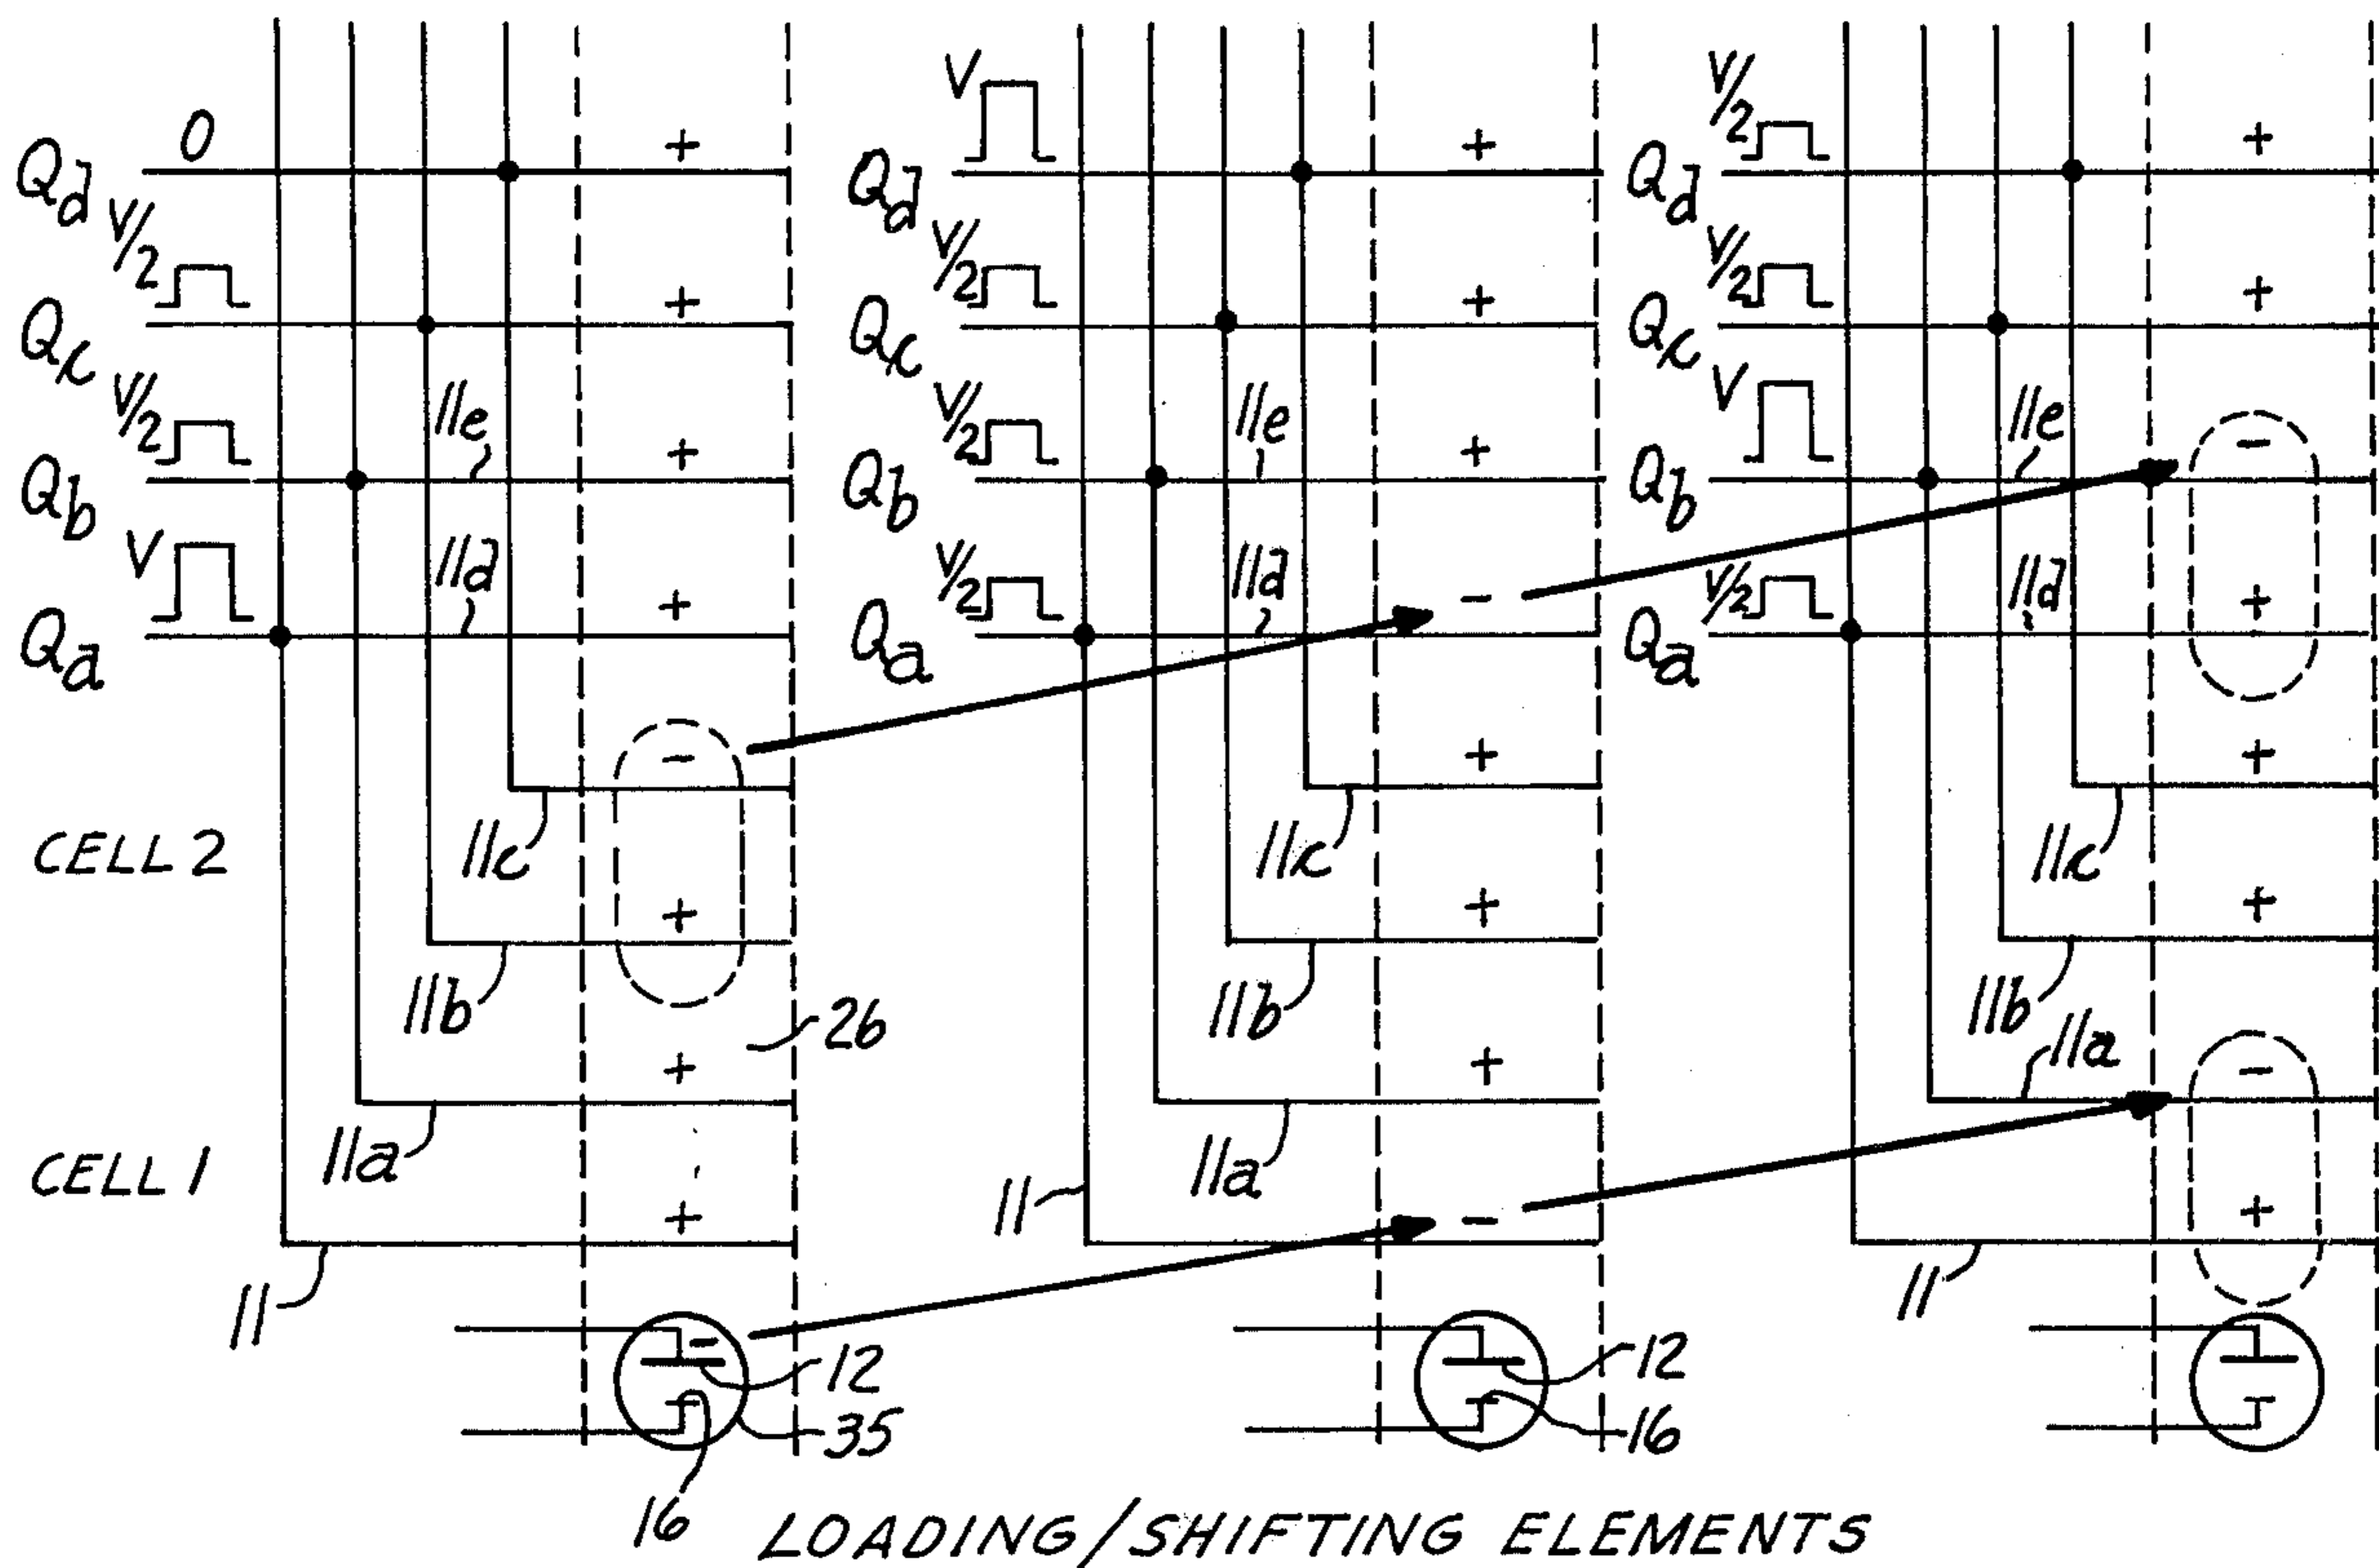 0 V V/2
Qd + Qd + Qd +
V/2 V/2 V/2
Qc + Qc + Qc +
V/2 11e + V/2 11e + V 11e -
Qb Qb Qb
V 11d + V/2 11d - V/2 11d +
Qa Qa Qa
- + +
CELL 2 11c 11c 11c
+ + +
11b 11b 11b
26 11a
+ + -
CELL 1 11a 11a
11
+ - +
11 11
- 12 12
35 16
16
LOADING/SHIFTING ELEMENTS